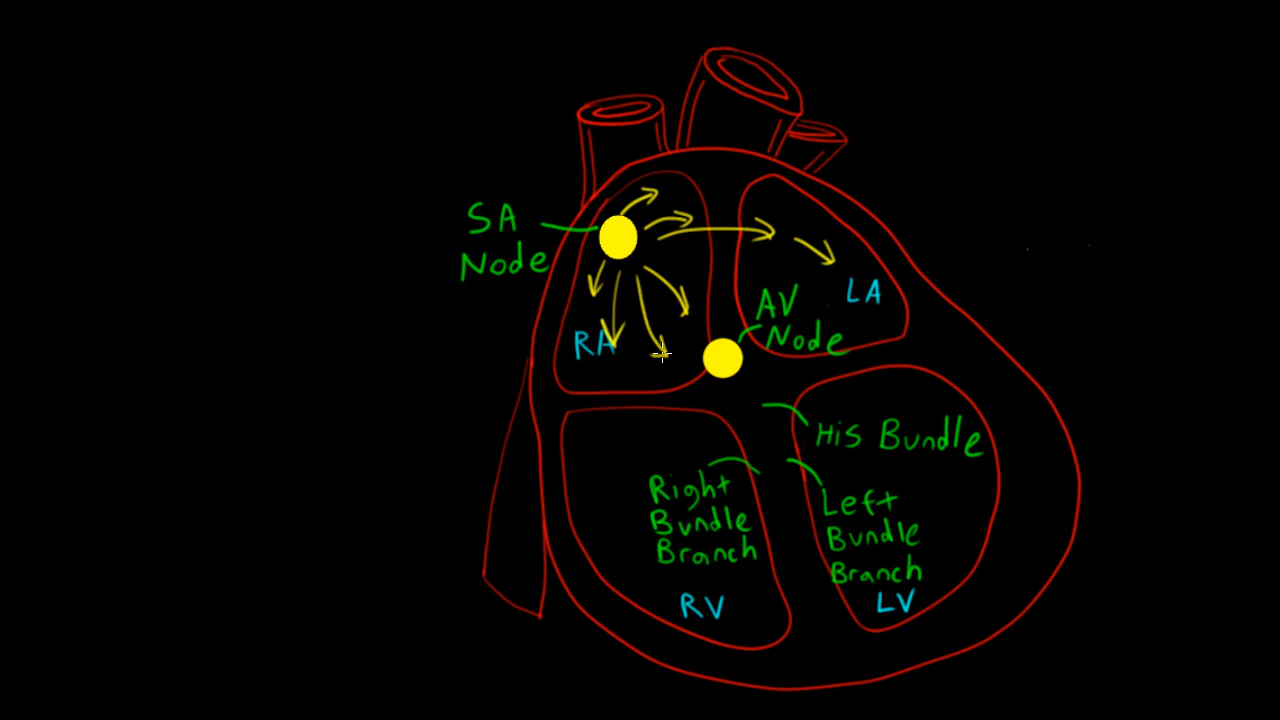 SA
Node
RA
LA
AV
Node
His Bundle
Right
Bundle
Branch
Left
Bundle
Branch
RV
LV